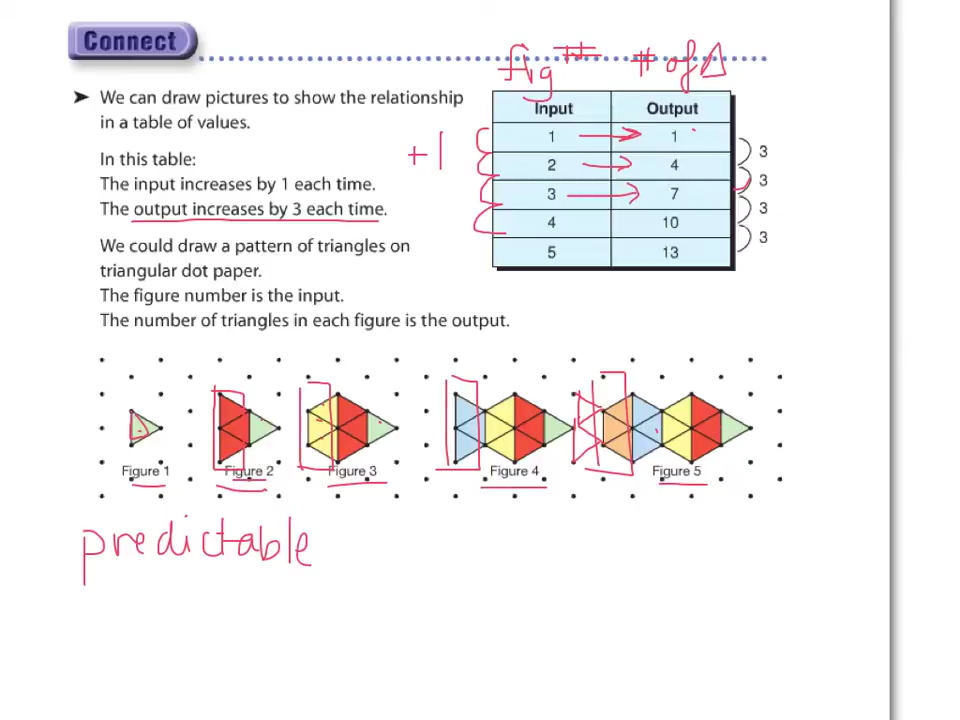 Connect
fig # # of Δ
➤ We can draw pictures to show the relationship
in a table of values.
In this table:
The input increases by 1 each time.
The output increases by 3 each time.
We could draw a pattern of triangles on
triangular dot paper.
The figure number is the input.
The number of triangles in each figure is the output.
+1
Input Output
1 1
2 4
3 7
4 10
5 13
3
3
3
3
Figure 1 Figure 2 Figure 3 Figure 4 Figure 5
predictable